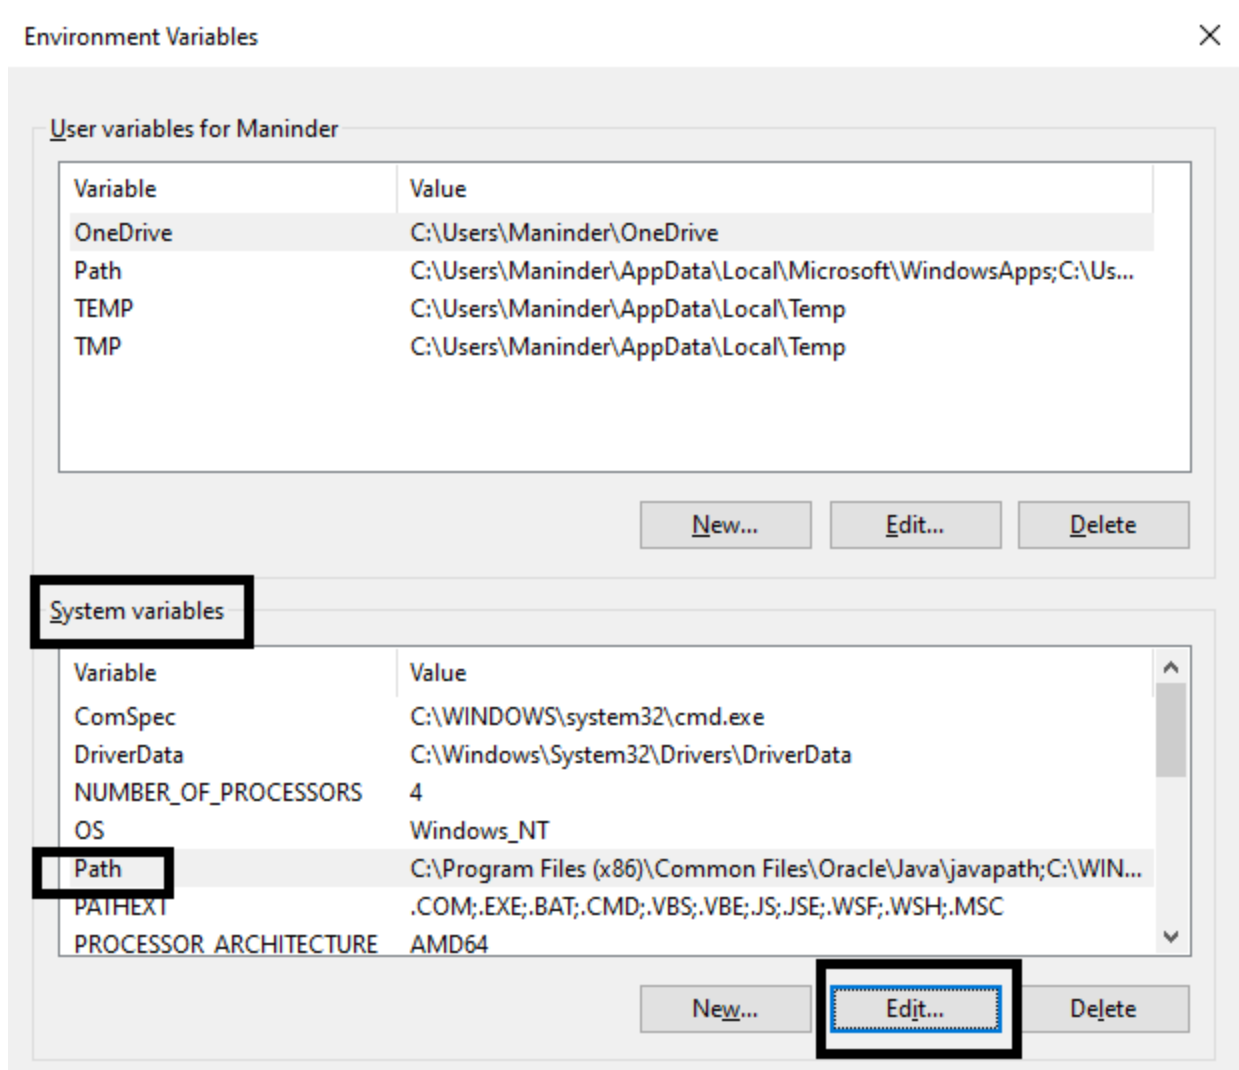 Environment Variables
User variables for Maninder
Variable Value
OneDrive C:\Users\Maninder\OneDrive
Path C:\Users\Maninder\AppData\Local\Microsoft\WindowsApps;C:\Us...
TEMP C:\Users\Maninder\AppData\Local\Temp
TMP C:\Users\Maninder\AppData\Local\Temp
New... Edit... Delete
System variables
Variable Value
ComSpec C:\WINDOWS\system32\cmd.exe
DriverData C:\Windows\System32\Drivers\DriverData
NUMBER_OF_PROCESSORS 4
OS Windows_NT
Path C:\Program Files (x86)\Common Files\Oracle\Java\javapath;C:\WIN...
PATHEXT .COM;.EXE;.BAT;.CMD;.VBS;.VBE;.JS;.JSE;.WSF;.WSH;.MSC
PROCESSOR_ARCHITECTURE AMD64
New... Edit... Delete